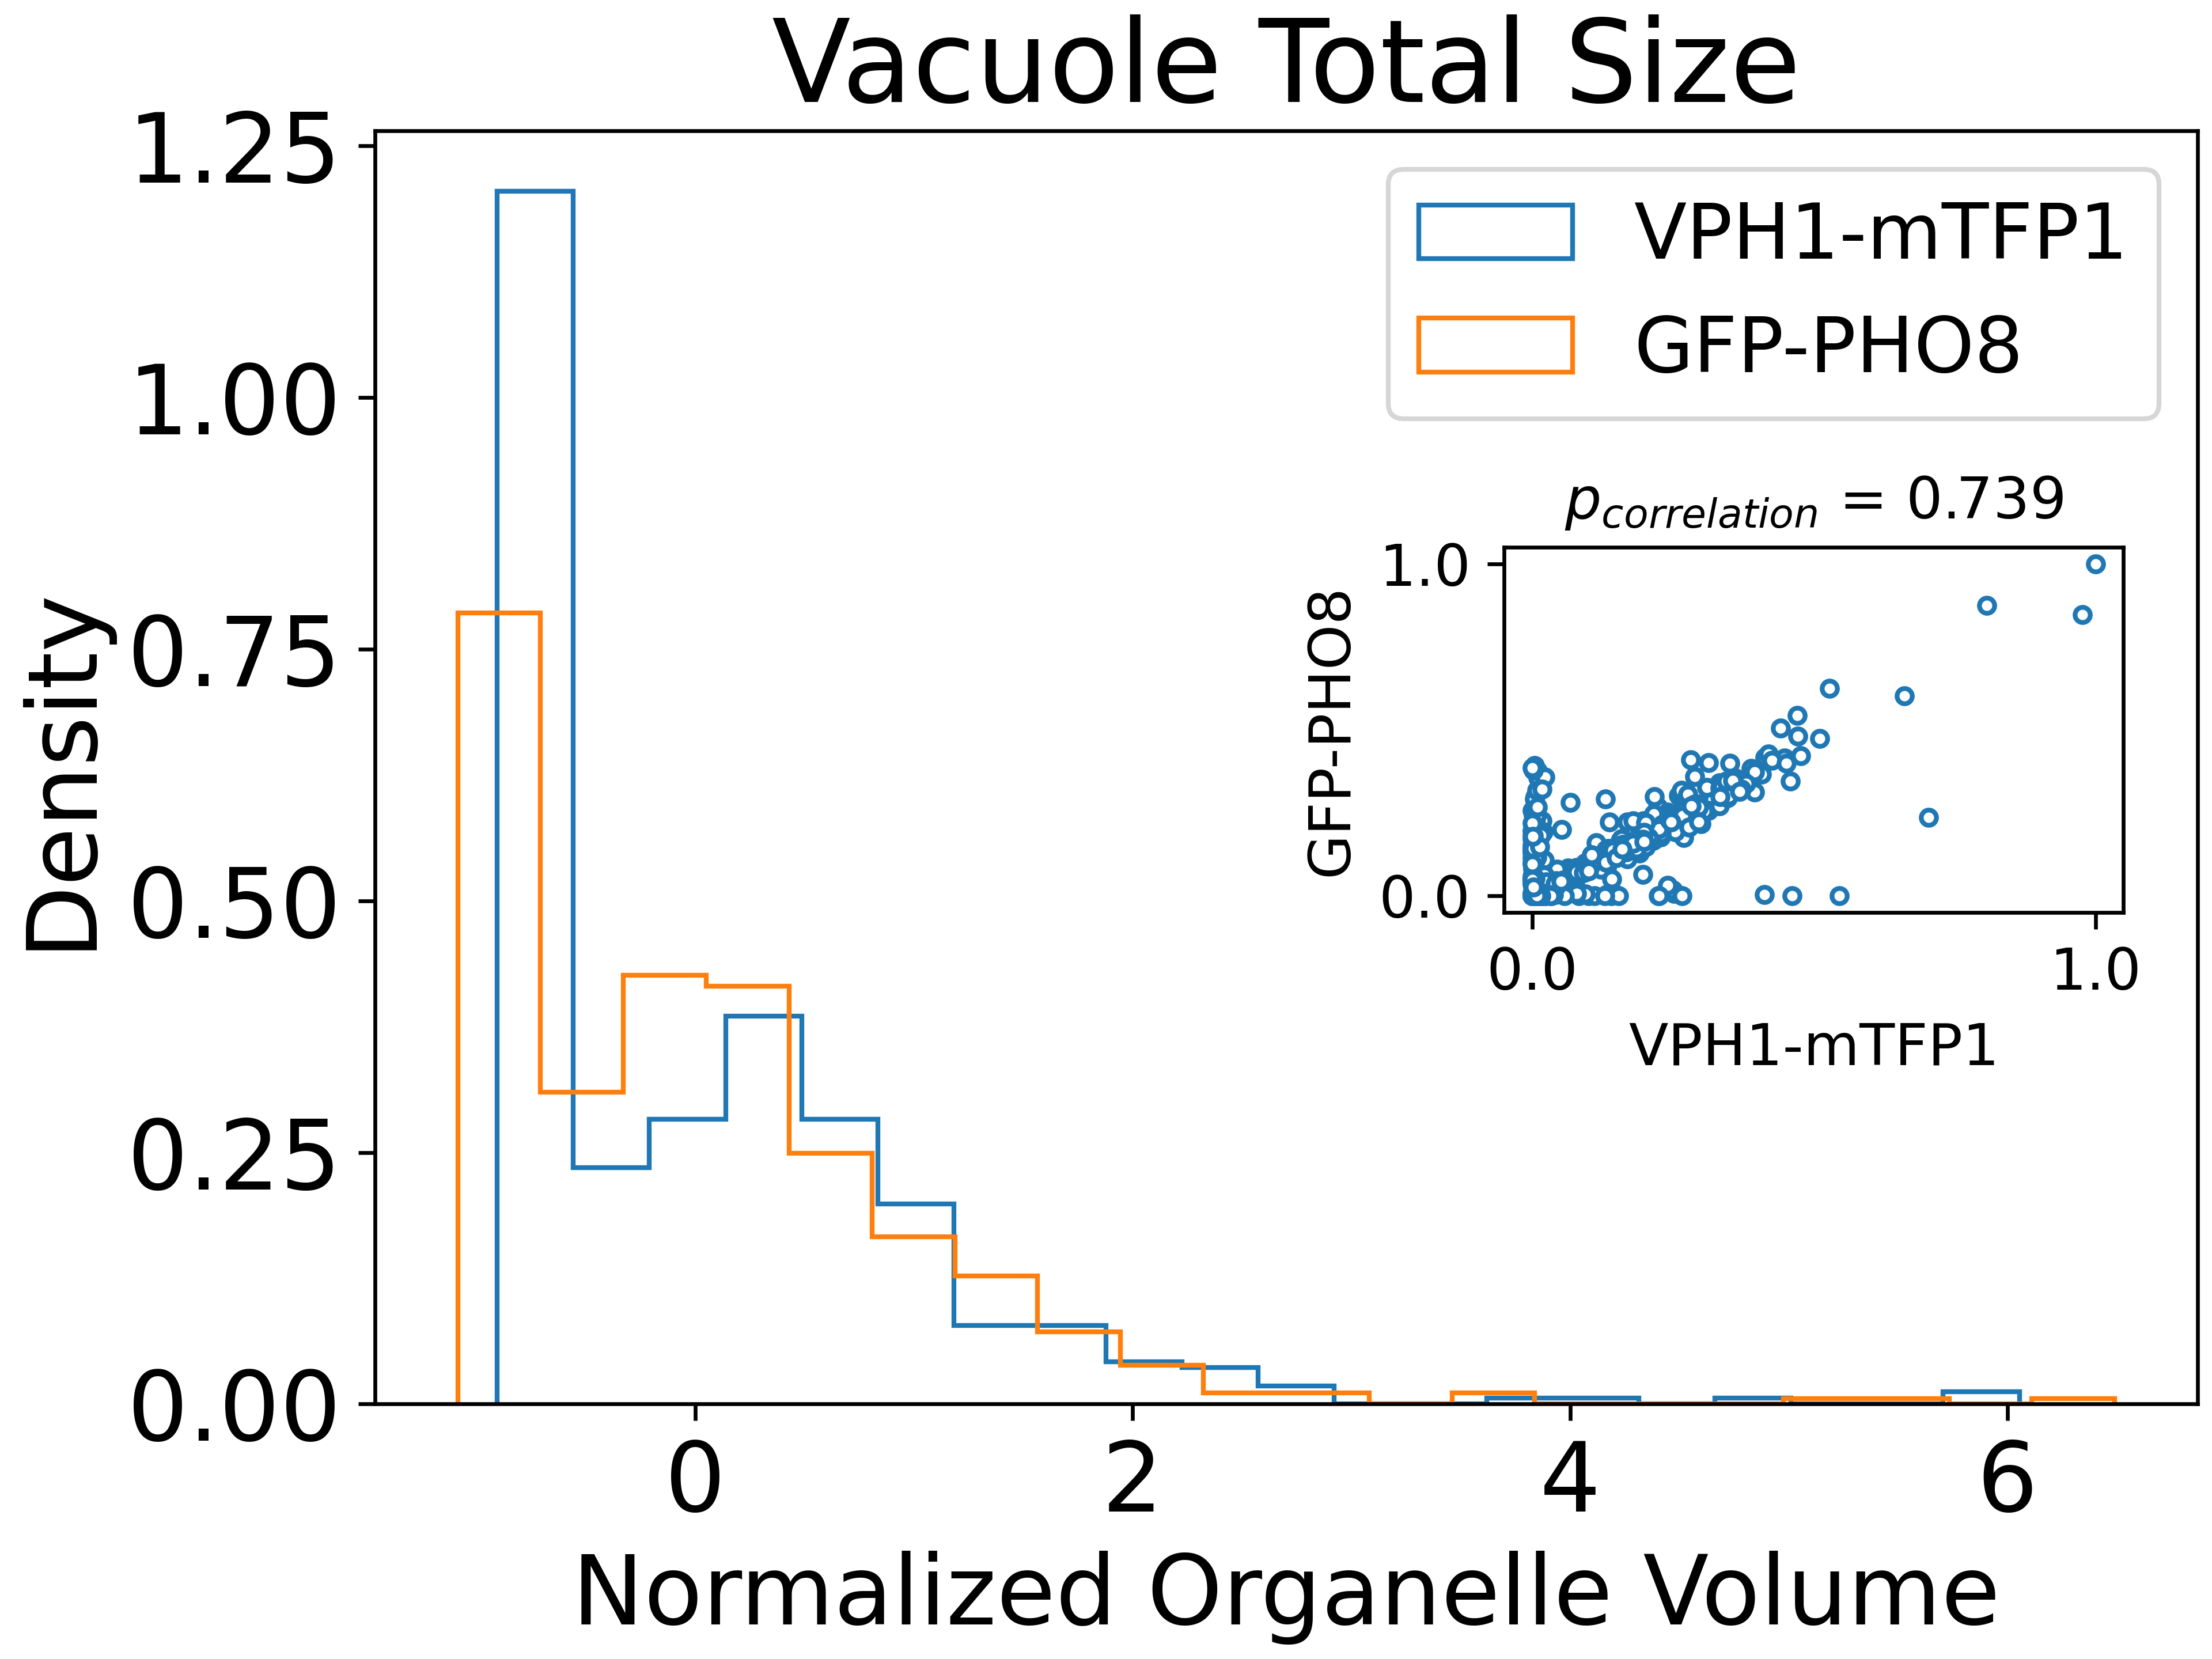 Vacuole Total Size
1.25
1.00
0.75
0.50
0.25
0.00
Density
0
2
4
6
Normalized Organelle Volume
VPH1-mTFP1
GFP-PHO8
p_correlation = 0.739
1.0
0.0
GFP-PHO8
0.0
1.0
VPH1-mTFP1